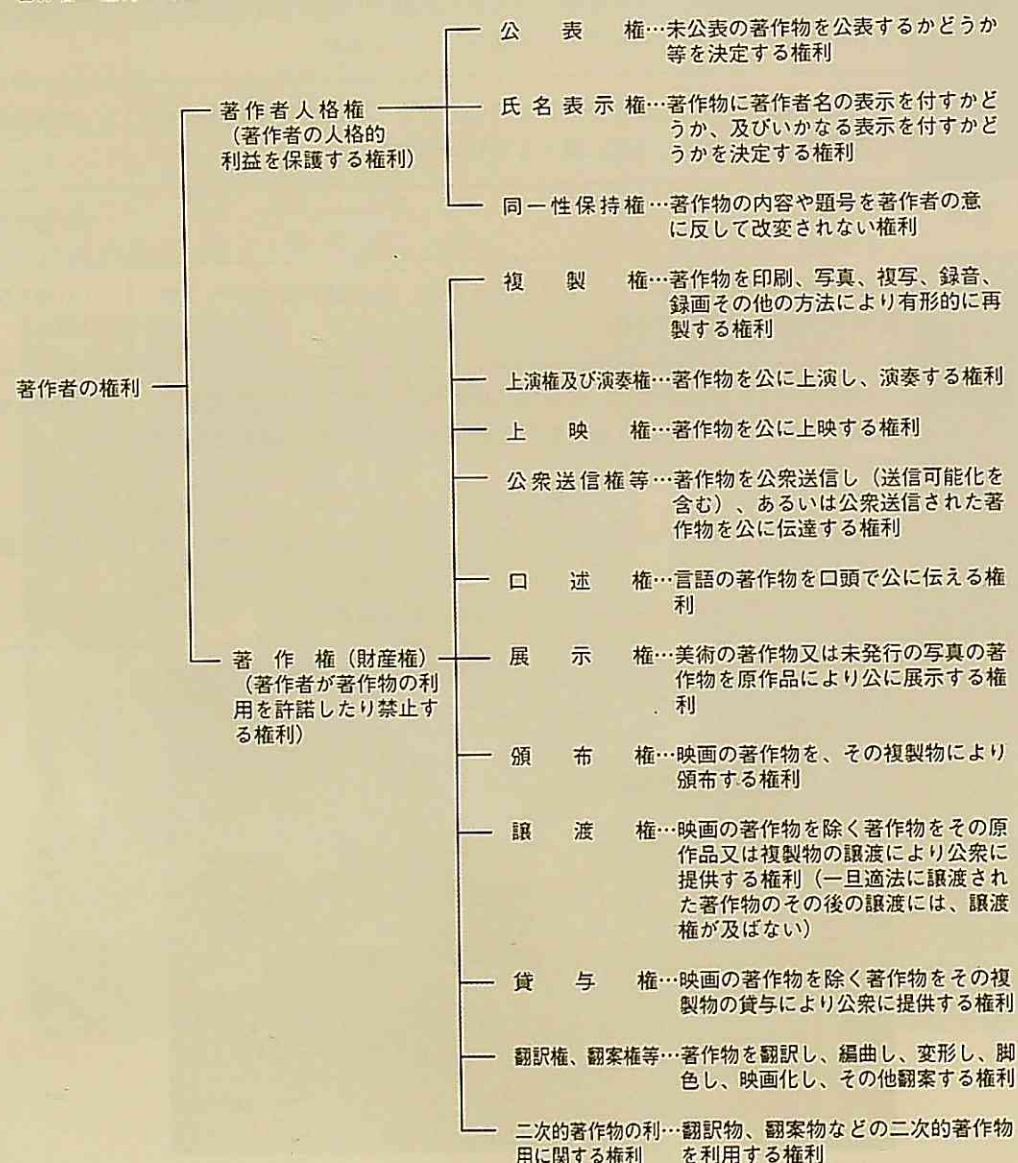 公表権…未公表の著作物を公表するかどうか
等を決定する権利
著作者人格権
（著作者の人格的
利益を保護する権利）
氏名表示権…著作物に著作者名の表示を付すかど
うか、及びいかなる表示を付すかど
うかを決定する権利
同一性保持権…著作物の内容や題号を著作者の意
に反して改変されない権利
著作者の権利
複製権…著作物を印刷、写真、複写、録音、
録画その他の方法により有形的に再
製する権利
上演権及び演奏権…著作物を公に上演し、演奏する権利
上映権…著作物を公に上映する権利
公衆送信権等…著作物を公衆送信し（送信可能化を
含む）、あるいは公衆送信された著
作物を公に伝達する権利
口述権…言語の著作物を口頭で公に伝える権
利
著作権（財産権）
（著作者が著作物の利
用を許諾したり禁止す
る権利）
展示権…美術の著作物又は未発行の写真の著
作物を原作品により公に展示する権
利
頒布権…映画の著作物を、その複製物により
頒布する権利
譲渡権…映画の著作物を除く著作物をその原
作品又は複製物の譲渡により公衆に
提供する権利（一旦適法に譲渡され
た著作物のその後の譲渡には、譲渡
権が及ばない）
貸与権…映画の著作物を除く著作物をその複
製物の貸与により公衆に提供する権利
翻訳権、翻案権等…著作物を翻訳し、編曲し、変形し、脚
色し、映画化し、その他翻案する権利
二次的著作物の利…翻訳物、翻案物などの二次的著作物
用に関する権利 を利用する権利